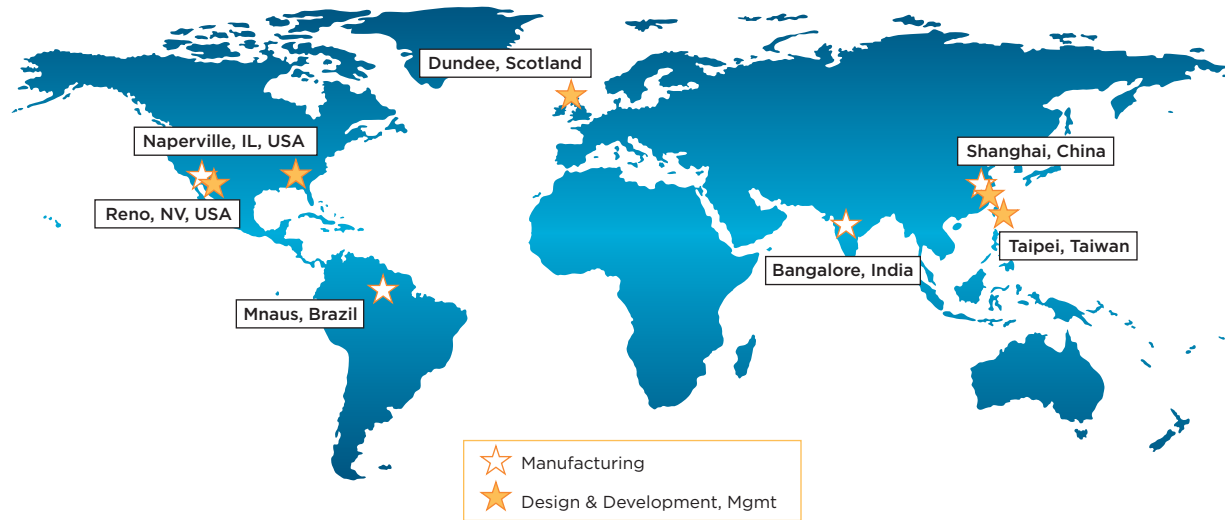 Dundee, Scotland
Naperville, IL, USA
Shanghai, China
Reno, NV, USA
Taipei, Taiwan
Bangalore, India
Mnaus, Brazil
Manufacturing
Design & Development, Mgmt